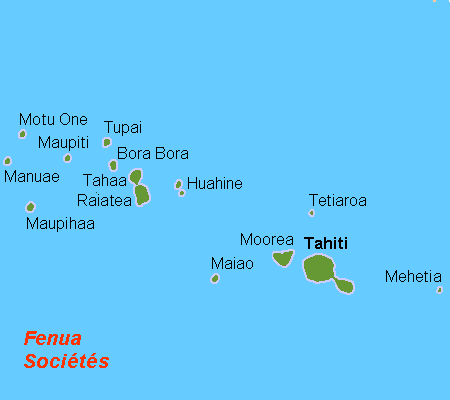 Motu One
Tupai
Maupiti
Bora Bora
Manuae
Tahaa
Huahine
Raiatea
Tetiaroa
Maupihaa
Moorea
Tahiti
Maiao
Mehetia
Fenua
Sociétés